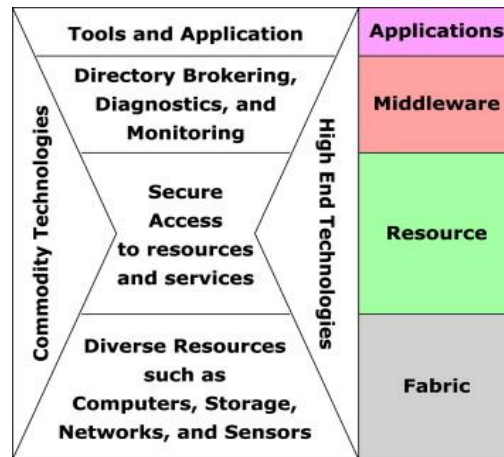 Tools and Application
Applications
Directory Brokering,
Diagnostics, and
Monitoring
Middleware
Commodity Technologies
High End Technologies
Secure
Access
to resources
and services
Resource
Diverse Resources
such as
Computers, Storage,
Networks, and Sensors
Fabric